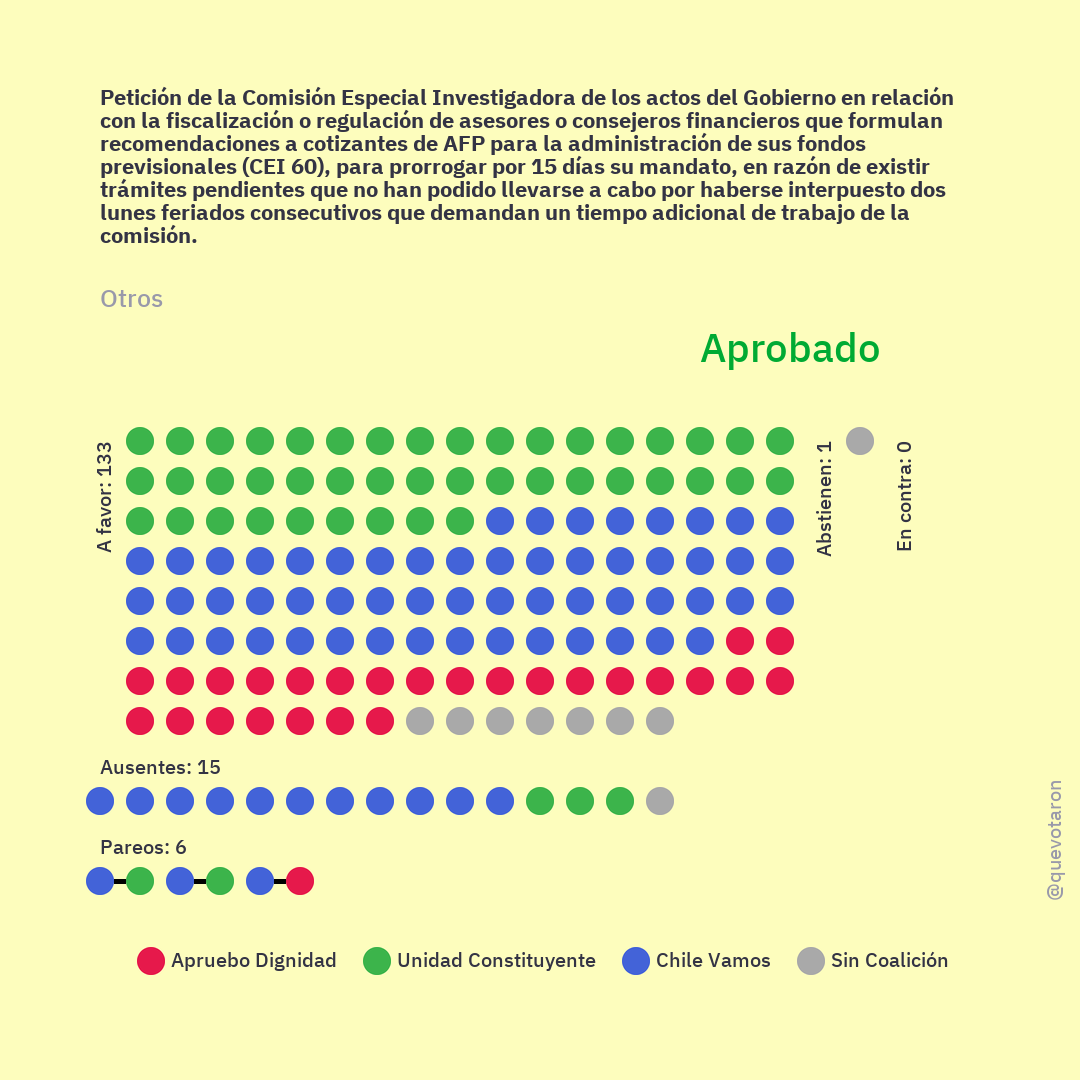 Petición de la Comisión Especial Investigadora de los actos del Gobierno en relación
con la fiscalización o regulación de asesores o consejeros financieros que formulan
recomendaciones a cotizantes de AFP para la administración de sus fondos
previsionales (CEI 60), para prorrogar por 15 días su mandato, en razón de existir
trámites pendientes que no han podido llevarse a cabo por haberse interpuesto dos
lunes feriados consecutivos que demandan un tiempo adicional de trabajo de la
comisión.
Otros
Aprobado
A favor: 133
Abstienen: 1
En contra: 0
Ausentes: 15
Pareos: 6
@quevotaron
Apruebo Dignidad
Unidad Constituyente
Chile Vamos
Sin Coalición